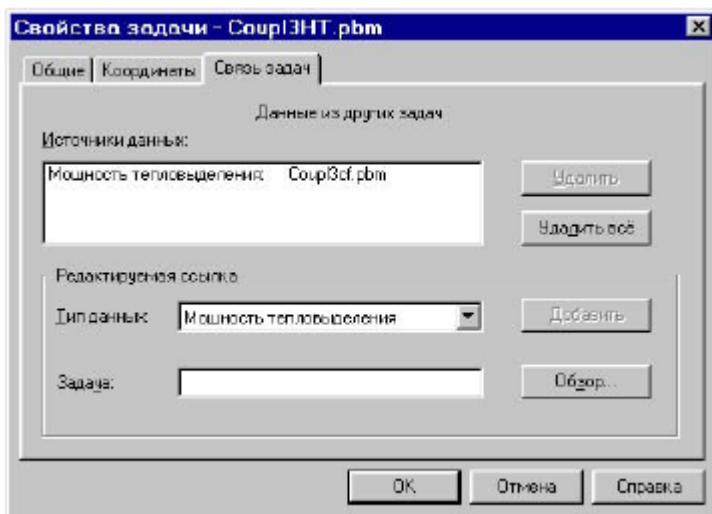 Свойства задачи - Coupl3HT.pbm
Общие Координаты Связь задач
Данные из других задач
Источники данных:
Мощность тепловыделения: Coupl3cf.pbm
Удалить
Удалить всё
Редактируемая ссылка
Тип данных: Мощность тепловыделения Добавить
Задача: Обзор...
OK Отмена Справка